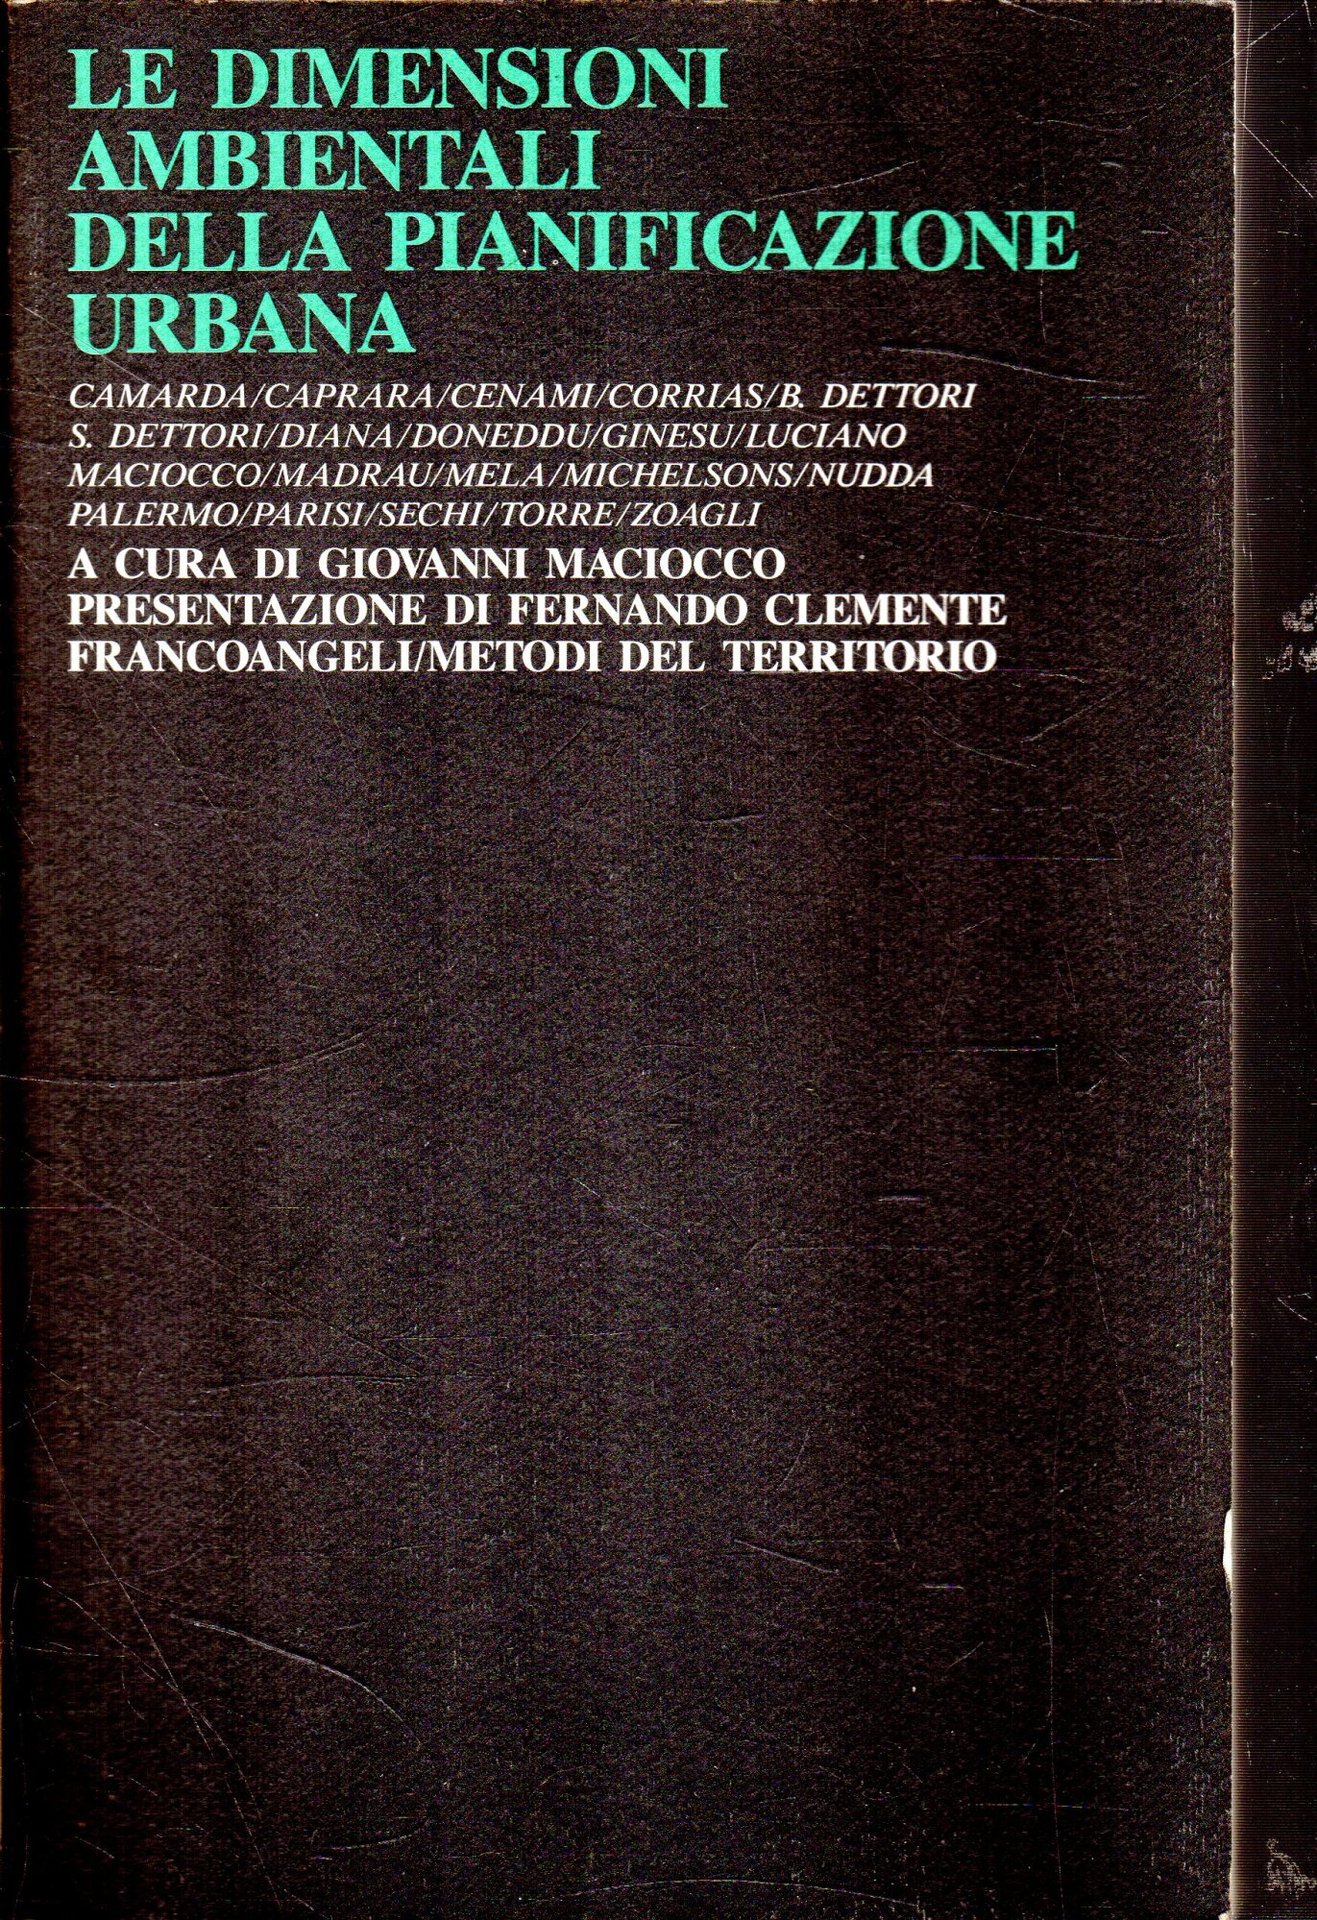 LE DIMENSIONI
AMBIENTALI
DELLA PIANIFICAZIONE
URBANA
CAMARDA/CAPRARA/CENAMI/CORRIAS/B. DETTORI
S. DETTORI/DIANA/DONEDDU/GINESU/LUCIANO
MACIOCCO/MADRAU/MELA/MICHELSONS/NUDDA
PALERMO/PARISI/SECHI/TORRE/ZOAGLI
A CURA DI GIOVANNI MACIOCCO
PRESENTAZIONE DI FERNANDO CLEMENTE
FRANCOANGELI/METODI DEL TERRITORIO